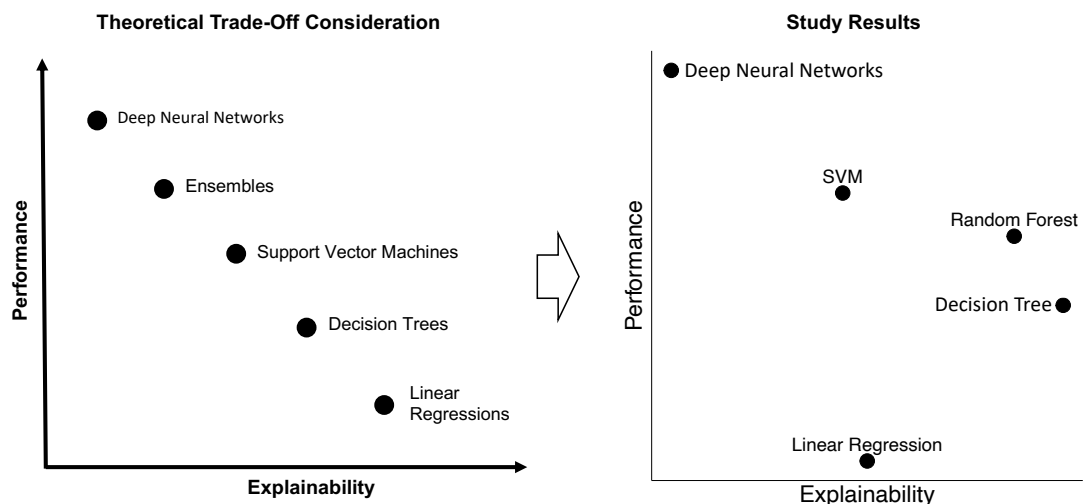 Theoretical Trade-Off Consideration
Performance
Deep Neural Networks
Ensembles
Support Vector Machines
Decision Trees
Linear
Regressions
Explainability
Study Results
Performance
Deep Neural Networks
SVM
Random Forest
Decision Tree
Linear Regression
Explainability